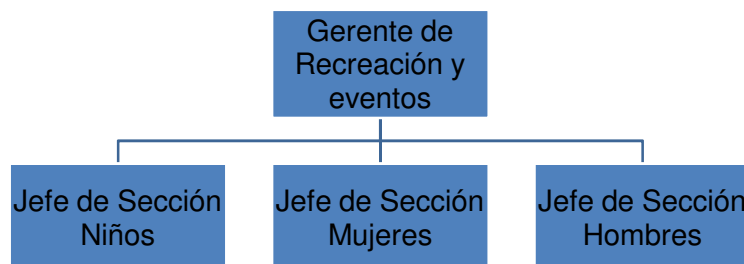 Gerente de
Recreación y
eventos
Jefe de Sección
Niños
Jefe de Sección
Mujeres
Jefe de Sección
Hombres